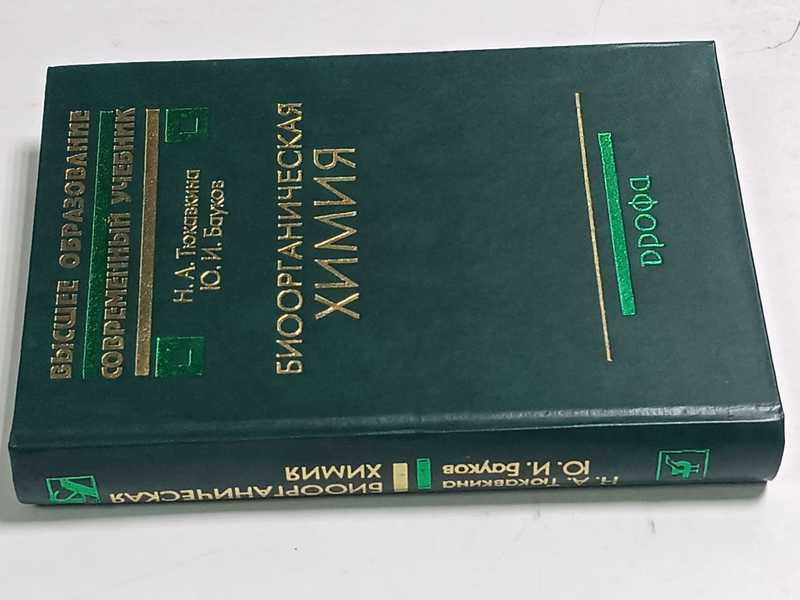 ВЫСШЕЕ ОБРАЗОВАНИЕ
СОВРЕМЕННЫЙ УЧЕБНИК
Н. А. Тюкавкина
Ю. И. Бауков
БИООРГАНИЧЕСКАЯ
ХИМИЯ
дрофа
Н. А. Тюкавкина
Ю. И. Бауков
БИООРГАНИЧЕСКАЯ
ХИМИЯ